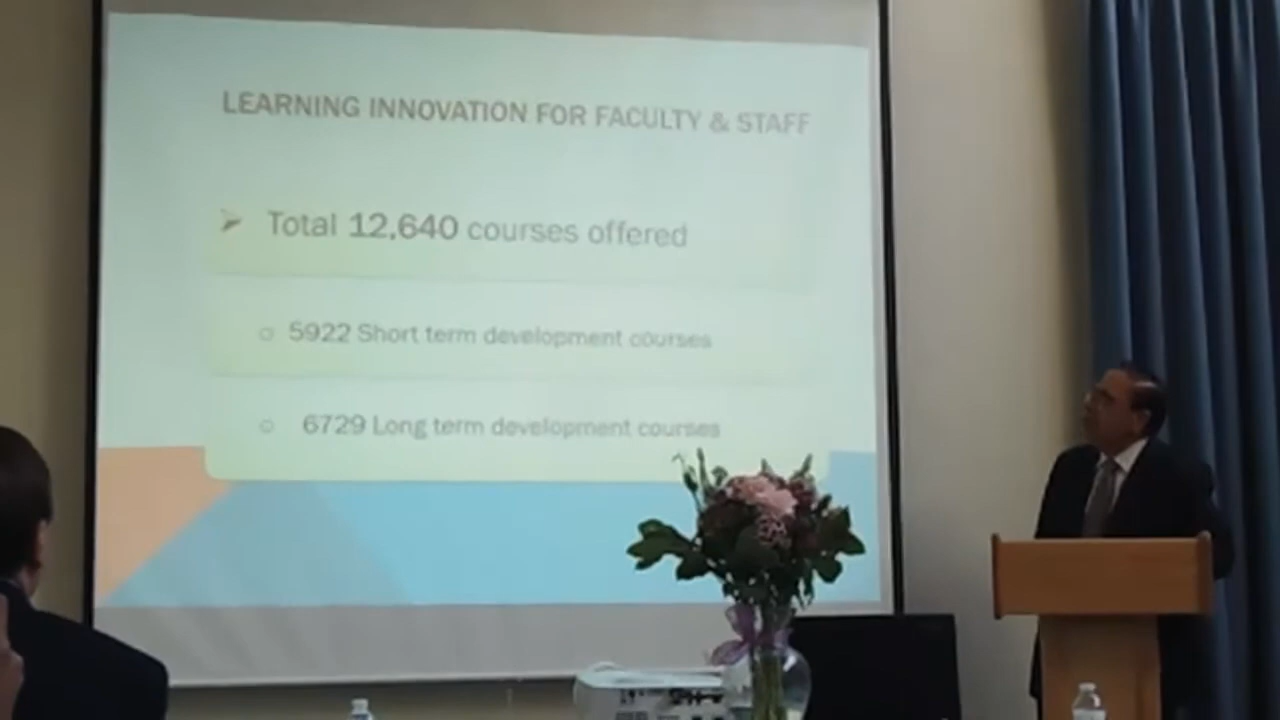 LEARNING INNOVATION FOR FACULTY & STAFF
Total 12,640 courses offered
5922 Short term development courses
6729 Long term development courses